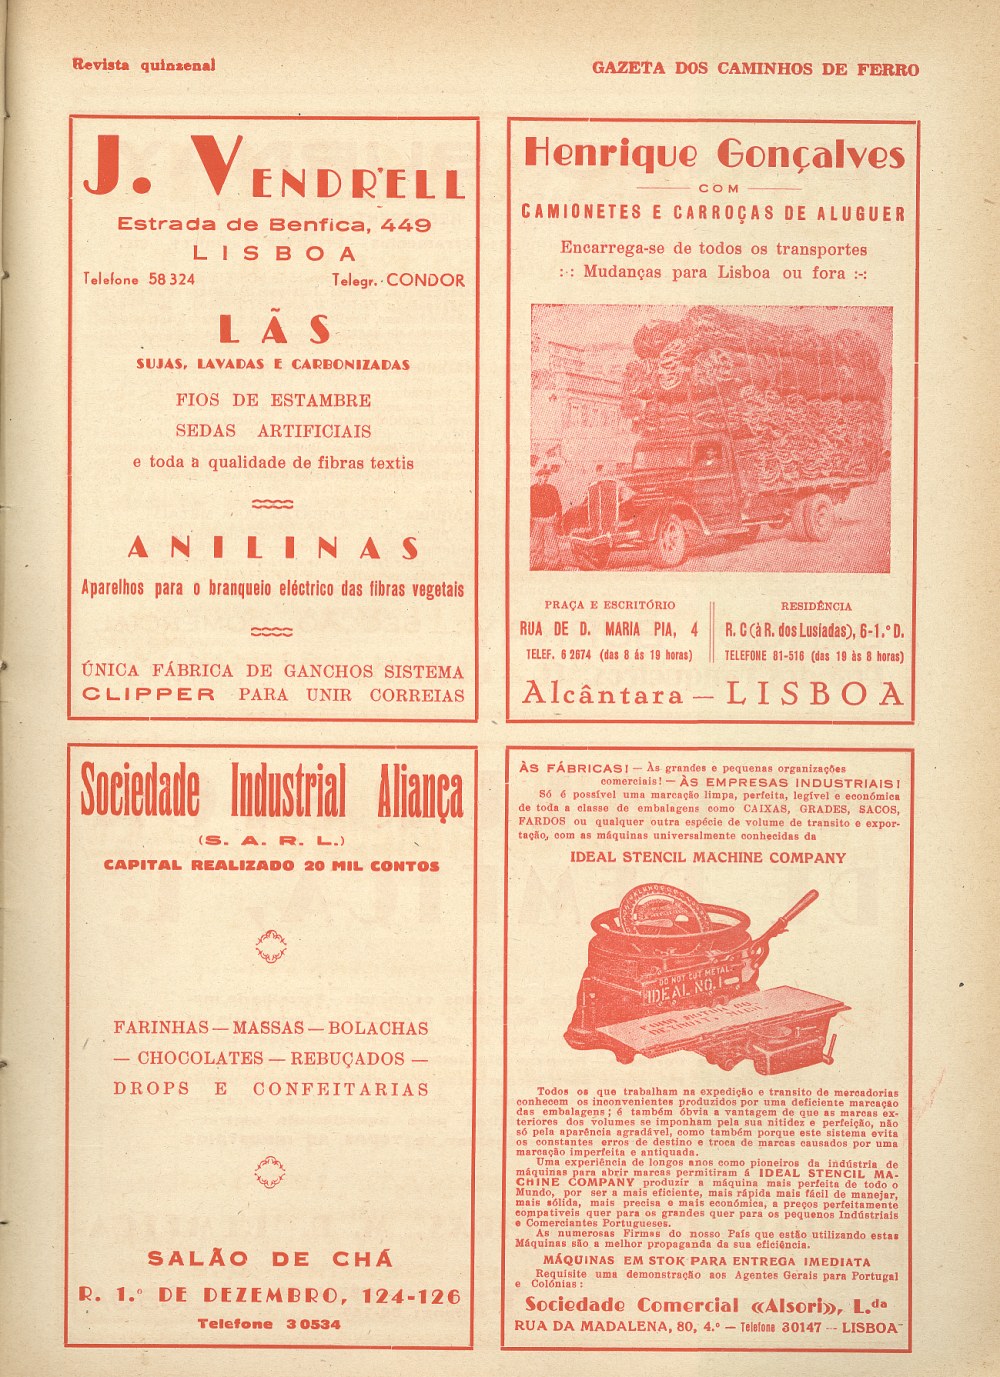 Revista quinzenal
GAZETA DOS CAMINHOS DE FERRO
J. VENDRELL
Estrada de Benfica, 449
LISBOA
Telefone 58 324 Telegr. CONDOR
LÃS
SUJAS, LAVADAS E CARBONIZADAS
FIOS DE ESTAMBRE
SEDAS ARTIFICIAIS
e toda a qualidade de fibras textis
ANILINAS
Aparelhos para o branqueio eléctrico das fibras vegetais
ÚNICA FÁBRICA DE GANCHOS SISTEMA
CLIPPER PARA UNIR CORREIAS
Henrique Gonçalves
COM
CAMIONETES E CARROÇAS DE ALUGUER
Encarrega-se de todos os transportes
:-: Mudanças para Lisboa ou fora :-:
PRAÇA E ESCRITÓRIO
RUA DE D. MARIA PIA, 4
TELEF. 6 2674 (das 8 ás 19 horas)
RESIDÊNCIA
R. C (à R. dos Lusíadas), 6-1.º D.
TELEFONE 81-516 (das 19 às 8 horas)
Alcântara — LISBOA
Sociedade Industrial Aliança
(S. A. R. L.)
CAPITAL REALIZADO 20 MIL CONTOS
FARINHAS — MASSAS — BOLACHAS
— CHOCOLATES — REBUÇADOS —
DROPS E CONFEITARIAS
SALÃO DE CHÁ
R. 1.º DE DEZEMBRO, 124-126
Telefone 3 0534
ÀS FÁBRICAS! — Às grandes e pequenas organizações
comerciais! — ÀS EMPRESAS INDUSTRIAIS!
Só é possível uma marcação limpa, perfeita, legível e económica
de toda a classe de embalagens como CAIXAS, GRADES, SACOS,
FARDOS ou qualquer outra espécie de volume de transito e expor-
tação, com as máquinas universalmente conhecidas da
IDEAL STENCIL MACHINE COMPANY
DO NOT CUT METAL
IDEAL NO. 1
Todos os que trabalham na expedição e transito de mercadorias
conhecem os inconvenientes produzidos por uma deficiente marcação
das embalagens; é também óbvia a vantagem de que as marcas ex-
teriores dos volumes se imponham pela sua nitidez e perfeição, não
só pela aparência agradável, como também porque este sistema evita
os constantes erros de destino e troca de marcas causados por uma
marcação imperfeita e antiquada.
Uma experiência de longos anos como pioneiros da indústria de
máquinas para abrir marcas permitiram á IDEAL STENCIL MA-
CHINE COMPANY produzir a máquina mais perfeita de todo o
Mundo, por ser a mais eficiente, mais rápida mais fácil de manejar,
mais sólida, mais precisa e mais económica, a preços perfeitamente
compatíveis quer para os grandes quer para os pequenos Indústriais
e Comerciantes Portugueses.
As numerosas Firmas do nosso País que estão utilizando estas
Máquinas são a melhor propaganda da sua eficiência.
MÁQUINAS EM STOK PARA ENTREGA IMEDIATA
Requisite uma demonstração aos Agentes Gerais para Portugal
e Colónias:
Sociedade Comercial «Alsori», L.da
RUA DA MADALENA, 80, 4.º — Telefone 30147 — LISBOA